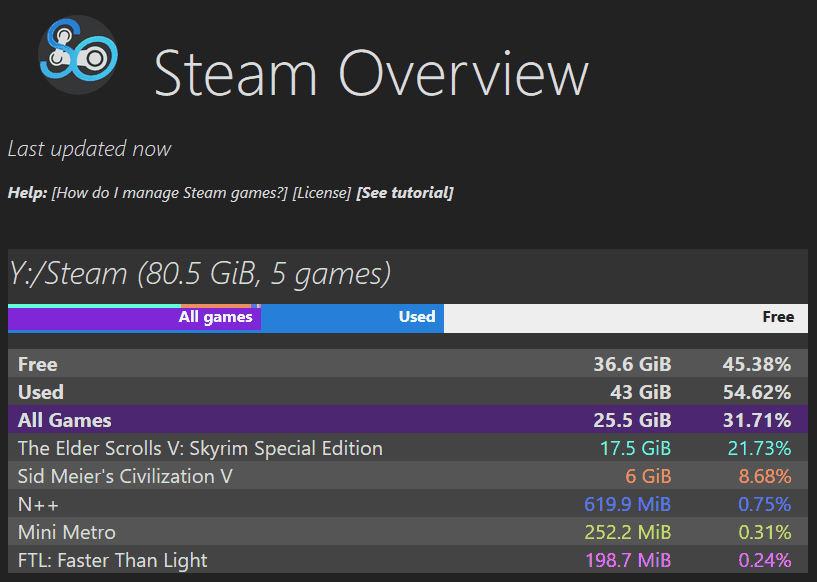 Steam Overview
Last updated now
Help: [How do I manage Steam games?] [License] [See tutorial]
Y:/Steam (80.5 GiB, 5 games)
All games Used Free
Free 36.6 GiB 45.38%
Used 43 GiB 54.62%
All Games 25.5 GiB 31.71%
The Elder Scrolls V: Skyrim Special Edition 17.5 GiB 21.73%
Sid Meier's Civilization V 6 GiB 8.68%
N++ 619.9 MiB 0.75%
Mini Metro 252.2 MiB 0.31%
FTL: Faster Than Light 198.7 MiB 0.24%